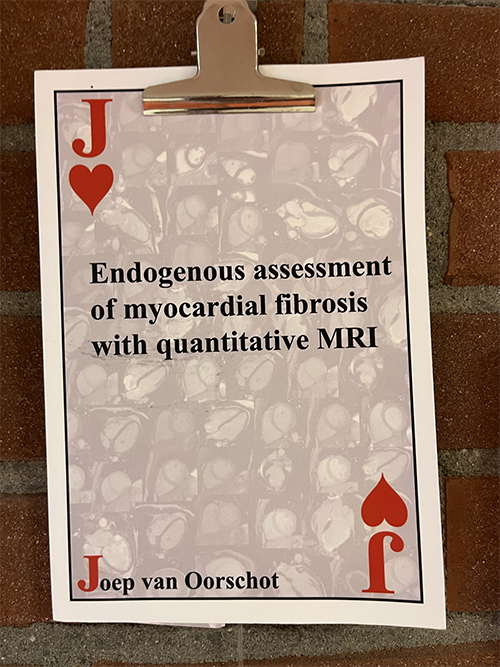 J
Endogenous assessment
of myocardial fibrosis
with quantitative MRI
Joep van Oorschot
J